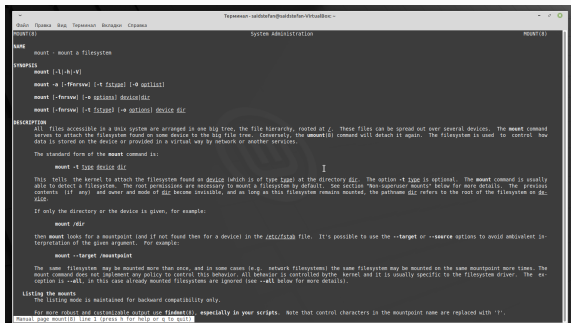 Терминал - saidstefan@saidstefan-VirtualBox: ~
Файл Правка Вид Терминал Вкладки Справка
MOUNT(8) System Administration MOUNT(8)
NAME
mount - mount a filesystem
SYNOPSIS
mount [-l|-h|-V]
mount -a [-fFnrsvw] [-t fstype] [-O optlist]
mount [-fnrsvw] [-o options] device|dir
mount [-fnrsvw] [-t fstype] [-o options] device dir
DESCRIPTION
All files accessible in a Unix system are arranged in one big tree, the file hierarchy, rooted at /. These files can be spread out over several devices. The mount command
serves to attach the filesystem found on some device to the big file tree. Conversely, the umount(8) command will detach it again. The filesystem is used to control how
data is stored on the device or provided in a virtual way by network or another services.
The standard form of the mount command is:
mount -t type device dir
This tells the kernel to attach the filesystem found on device (which is of type type) at the directory dir. The option -t type is optional. The mount command is usually
able to detect a filesystem. The root permissions are necessary to mount a filesystem by default. See section "Non-superuser mounts" below for more details. The previous
contents (if any) and owner and mode of dir become invisible, and as long as this filesystem remains mounted, the pathname dir refers to the root of the filesystem on de‐
vice.
If only the directory or the device is given, for example:
mount /dir
then mount looks for a mountpoint (and if not found then for a device) in the /etc/fstab file. It's possible to use the --target or --source options to avoid ambivalent in‐
terpretation of the given argument. For example:
mount --target /mountpoint
The same filesystem may be mounted more than once, and in some cases (e.g. network filesystems) the same filesystem may be mounted on the same mountpoint more times. The
mount command does not implement any policy to control this behavior. All behavior is controlled bythe kernel and it is usually specific to the filesystem driver. The ex‐
ception is --all, in this case already mounted filesystems are ignored (see --all below for more details).
Listing the mounts
The listing mode is maintained for backward compatibility only.
For more robust and customizable output use findmnt(8), especially in your scripts. Note that control characters in the mountpoint name are replaced with '?'.
Manual page mount(8) line 1 (press h for help or q to quit)